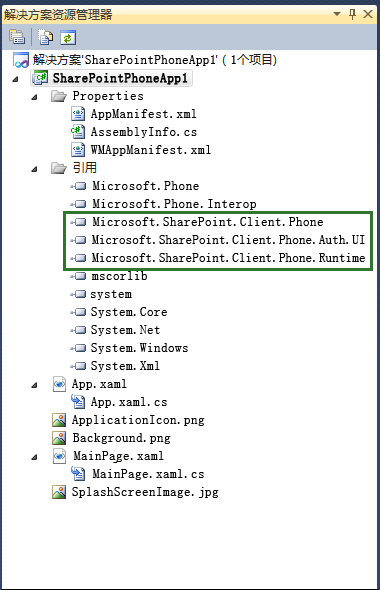 解决方案资源管理器
解决方案'SharePointPhoneApp1' ( 1个项目)
SharePointPhoneApp1
Properties
AppManifest.xml
AssemblyInfo.cs
WMAppManifest.xml
引用
Microsoft.Phone
Microsoft.Phone.Interop
Microsoft.SharePoint.Client.Phone
Microsoft.SharePoint.Client.Phone.Auth.UI
Microsoft.SharePoint.Client.Phone.Runtime
mscorlib
system
System.Core
System.Net
System.Windows
System.Xml
App.xaml
App.xaml.cs
ApplicationIcon.png
Background.png
MainPage.xaml
MainPage.xaml.cs
SplashScreenImage.jpg